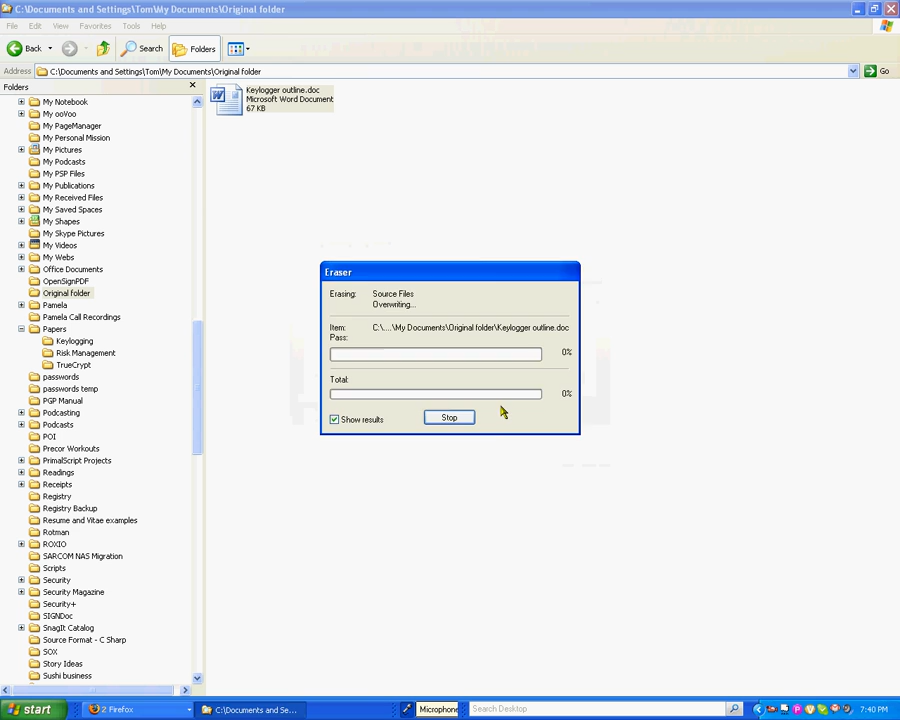 C:\Documents and Settings\Tom\My Documents\Original folder
File Edit View Favorites Tools Help
Back Search Folders
Address C:\Documents and Settings\Tom\My Documents\Original folder Go
Folders
My Notebook
My ooVoo
My PageManager
My Personal Mission
My Pictures
My Podcasts
My PSP Files
My Publications
My Received Files
My Saved Spaces
My Shapes
My Skype Pictures
My Videos
My Webs
Office Documents
OpenSignPDF
Original folder
Pamela
Pamela Call Recordings
Papers
Keylogging
Risk Management
TrueCrypt
passwords
passwords temp
PGP Manual
Podcasting
Podcasts
POI
Precor Workouts
PrimalScript Projects
Readings
Receipts
Registry
Registry Backup
Resume and Vitae examples
Rotman
ROXIO
SARCOM NAS Migration
Scripts
Security
Security Magazine
Security+
SIGNDoc
SnagIt Catalog
Source Format - C Sharp
SOX
Story Ideas
Sushi business
Keylogger outline.doc
Microsoft Word Document
67 KB
Eraser
Erasing: Source Files
Overwriting...
Item: C:\....\My Documents\Original folder\Keylogger outline.doc
Pass:
0%
Total:
0%
Show results Stop
start 2 Firefox C:\Documents and Se... Microphone Search Desktop 7:40 PM